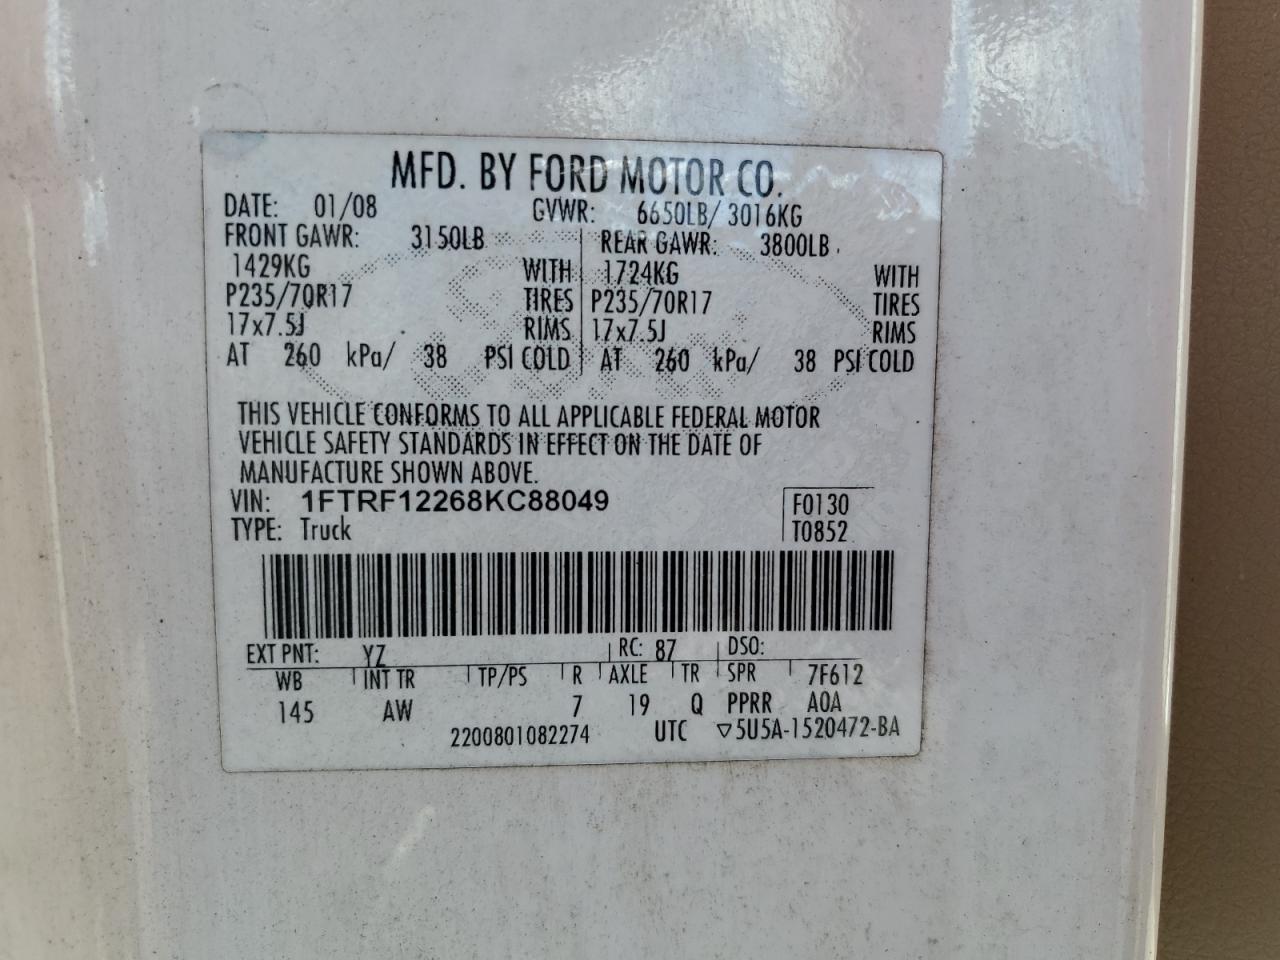 MFD. BY FORD MOTOR CO.
DATE: 01/08 GVWR: 6650LB/ 3016KG
FRONT GAWR: 3150LB REAR GAWR: 3800LB
1429KG WITH 1724KG WITH
P235/70R17 TIRES P235/70R17 TIRES
17x7.5J RIMS 17x7.5J RIMS
AT 260 kPa/ 38 PSI COLD AT 260 kPa/ 38 PSI COLD
THIS VEHICLE CONFORMS TO ALL APPLICABLE FEDERAL MOTOR
VEHICLE SAFETY STANDARDS IN EFFECT ON THE DATE OF
MANUFACTURE SHOWN ABOVE.
VIN: 1FTRF12268KC88049 F0130
TYPE: Truck T0852
EXT PNT: YZ RC: 87 DSO:
WB INT TR TP/PS R AXLE TR SPR 7F612
145 AW 7 19 Q PPRR A0A
2200801082274 UTC ▽5U5A-1520472-BA